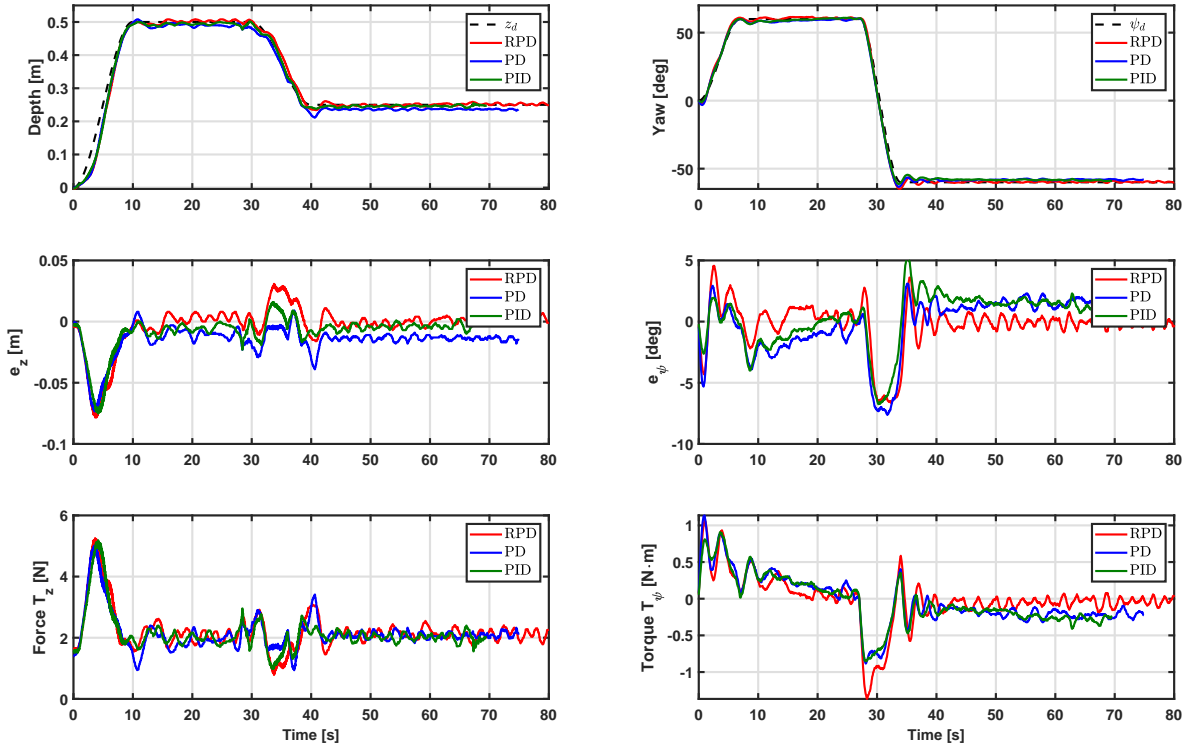 0.5
0.4
0.3
0.2
0.1
0
Depth [m]
0 10 20 30 40 50 60 70 80
z_d
RPD
PD
PID
50
0
-50
Yaw [deg]
0 10 20 30 40 50 60 70 80
ψ_d
RPD
PD
PID
0.05
0
-0.05
-0.1
e_z [m]
0 10 20 30 40 50 60 70 80
RPD
PD
PID
5
0
-5
-10
e_ψ [deg]
0 10 20 30 40 50 60 70 80
RPD
PD
PID
6
4
2
0
Force T_z [N]
0 10 20 30 40 50 60 70 80
Time [s]
RPD
PD
PID
1
0.5
0
-0.5
-1
Torque T_ψ [N·m]
0 10 20 30 40 50 60 70 80
Time [s]
RPD
PD
PID